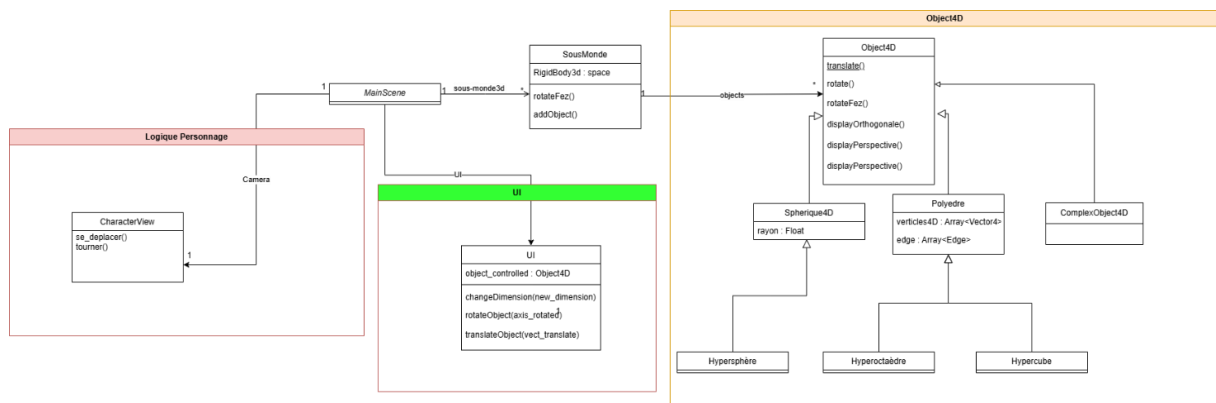 Object4D
SousMonde
RigidBody3d : space
rotateFez()
addObject()
Object4D
translate()
rotate()
rotateFez()
displayOrthogonale()
displayPerspective()
displayPerspective()
1
MainScene
1
sous-monde3d
*
1
objects
*
Logique Personnage
Camera
CharacterView
se_deplacer()
tourner()
1
UI
UI
UI
object_controlled : Object4D
changeDimension(new_dimension)
rotateObject(axis_rotated)
1
translateObject(vect_translate)
Spherique4D
rayon : Float
Polyedre
verticles4D : Array<Vector4>
edge : Array<Edge>
ComplexObject4D
Hypersphère
Hyperoctaèdre
Hypercube